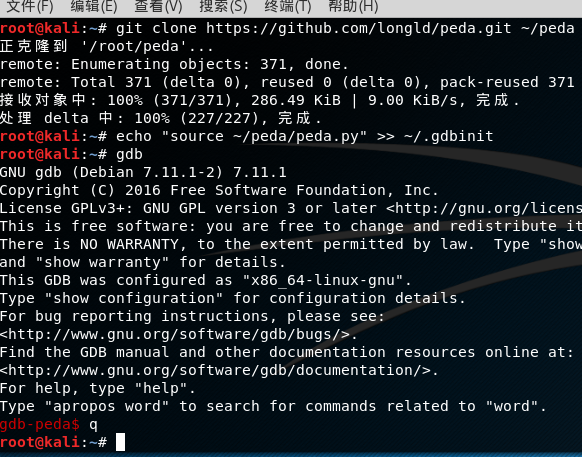 文件(F) 编辑(E) 查看(V) 搜索(S) 终端(T) 帮助(H)
root@kali:~# git clone https://github.com/longld/peda.git ~/peda
正克隆到 '/root/peda'...
remote: Enumerating objects: 371, done.
remote: Total 371 (delta 0), reused 0 (delta 0), pack-reused 371
接收对象中: 100% (371/371), 286.49 KiB | 9.00 KiB/s, 完成.
处理 delta 中: 100% (227/227), 完成.
root@kali:~# echo "source ~/peda/peda.py" >> ~/.gdbinit
root@kali:~# gdb
GNU gdb (Debian 7.11.1-2) 7.11.1
Copyright (C) 2016 Free Software Foundation, Inc.
License GPLv3+: GNU GPL version 3 or later <http://gnu.org/licens
This is free software: you are free to change and redistribute it
There is NO WARRANTY, to the extent permitted by law.  Type "show
and "show warranty" for details.
This GDB was configured as "x86_64-linux-gnu".
Type "show configuration" for configuration details.
For bug reporting instructions, please see:
<http://www.gnu.org/software/gdb/bugs/>.
Find the GDB manual and other documentation resources online at:
<http://www.gnu.org/software/gdb/documentation/>.
For help, type "help".
Type "apropos word" to search for commands related to "word".
gdb-peda$ q
root@kali:~#